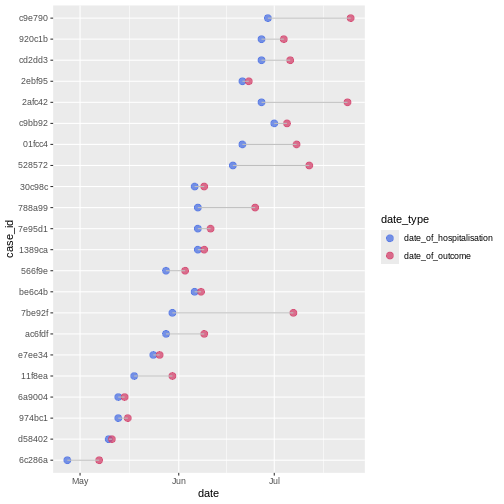 c9e790
920c1b
cd2dd3
2ebf95
2afc42
c9bb92
01fcc4
528572
30c98c
788a99
7e95d1
1389ca
566f9e
be6c4b
7be92f
ac6fdf
e7ee34
11f8ea
6a9004
974bc1
d58402
6c286a
case_id
May Jun Jul
date
date_type
date_of_hospitalisation
date_of_outcome